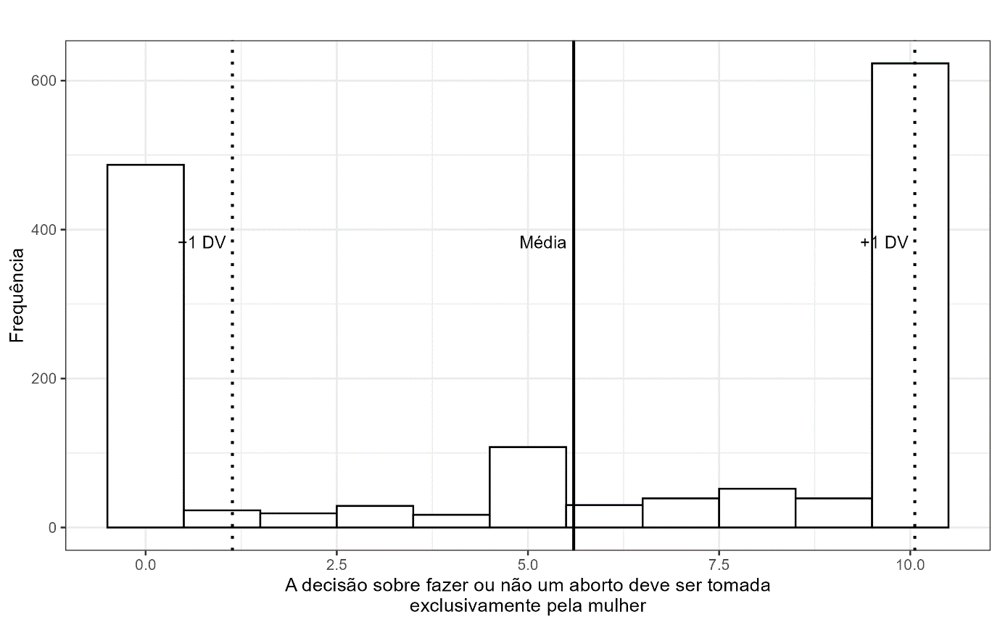 600
400
200
0
Frequência
−1 DV
Média
+1 DV
0.0
2.5
5.0
7.5
10.0
A decisão sobre fazer ou não um aborto deve ser tomada
exclusivamente pela mulher